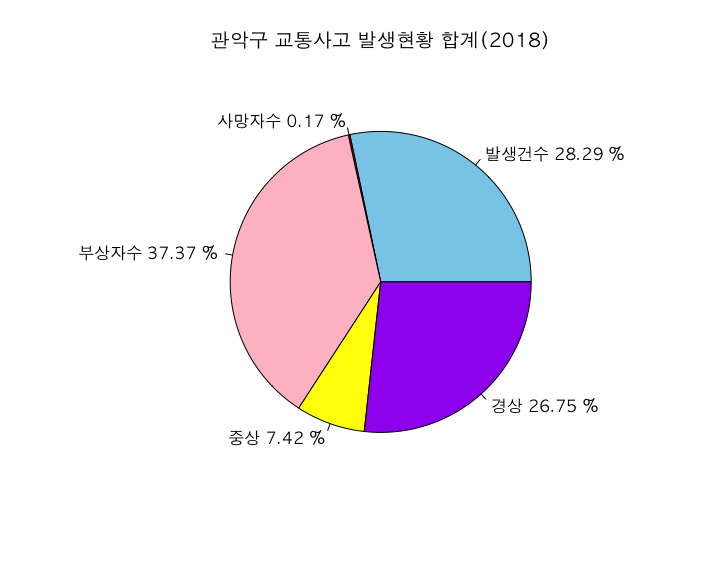 관악구 교통사고 발생현황 합계(2018)
사망자수 0.17 %
발생건수 28.29 %
부상자수 37.37 %
경상 26.75 %
중상 7.42 %